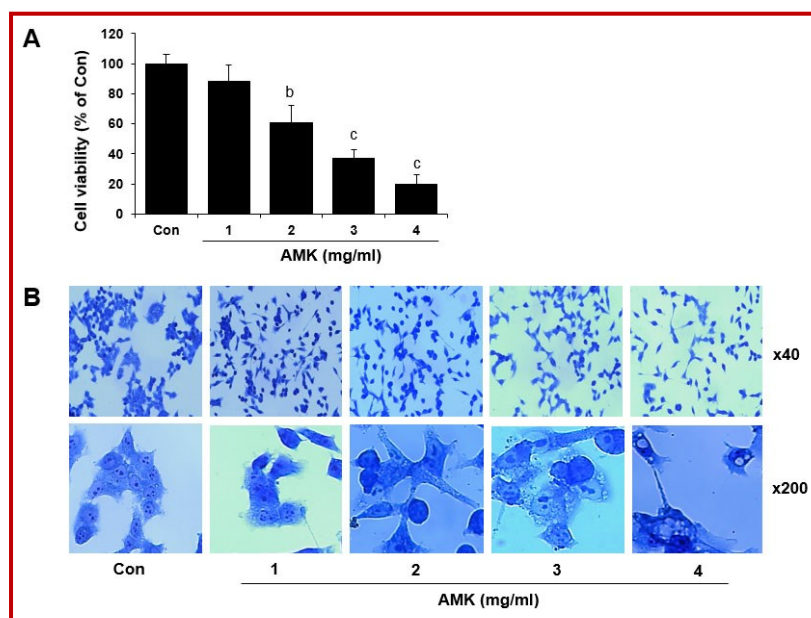 A
Cell viability (% of Con)
120
100
80
60
40
20
0
b
c
c
Con 1 2 3 4
AMK (mg/ml)
B
x40
x200
Con 1 2 3 4
AMK (mg/ml)